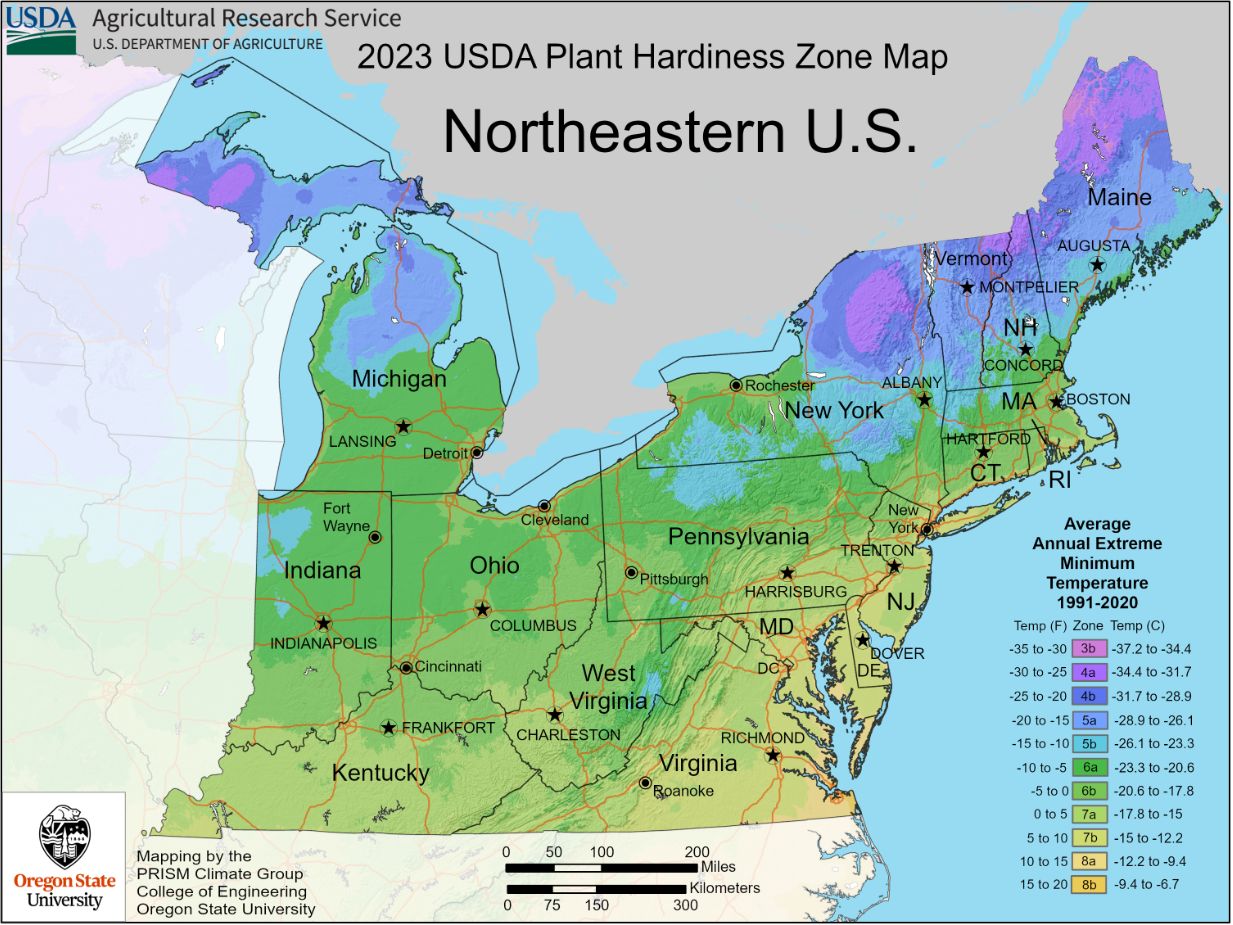 USDA
Agricultural Research Service
U.S. DEPARTMENT OF AGRICULTURE
2023 USDA Plant Hardiness Zone Map
Northeastern U.S.
Maine
AUGUSTA
Vermont
MONTPELIER
NH
CONCORD
Michigan
LANSING
Detroit
Rochester
New York
ALBANY
MA
BOSTON
HARTFORD
CT
RI
Fort
Wayne
Indiana
INDIANAPOLIS
Cleveland
Ohio
COLUMBUS
Cincinnati
Pennsylvania
Pittsburgh
HARRISBURG
New
York
TRENTON
NJ
MD
DC
DOVER
DE
West
Virginia
CHARLESTON
FRANKFORT
Kentucky
RICHMOND
Virginia
Roanoke
Average
Annual Extreme
Minimum
Temperature
1991-2020
Temp (F) Zone Temp (C)
-35 to -30 3b -37.2 to -34.4
-30 to -25 4a -34.4 to -31.7
-25 to -20 4b -31.7 to -28.9
-20 to -15 5a -28.9 to -26.1
-15 to -10 5b -26.1 to -23.3
-10 to -5 6a -23.3 to -20.6
-5 to 0 6b -20.6 to -17.8
0 to 5 7a -17.8 to -15
5 to 10 7b -15 to -12.2
10 to 15 8a -12.2 to -9.4
15 to 20 8b -9.4 to -6.7
Oregon State
University
Mapping by the
PRISM Climate Group
College of Engineering
Oregon State University
0 50 100 200
Miles
Kilometers
0 75 150 300